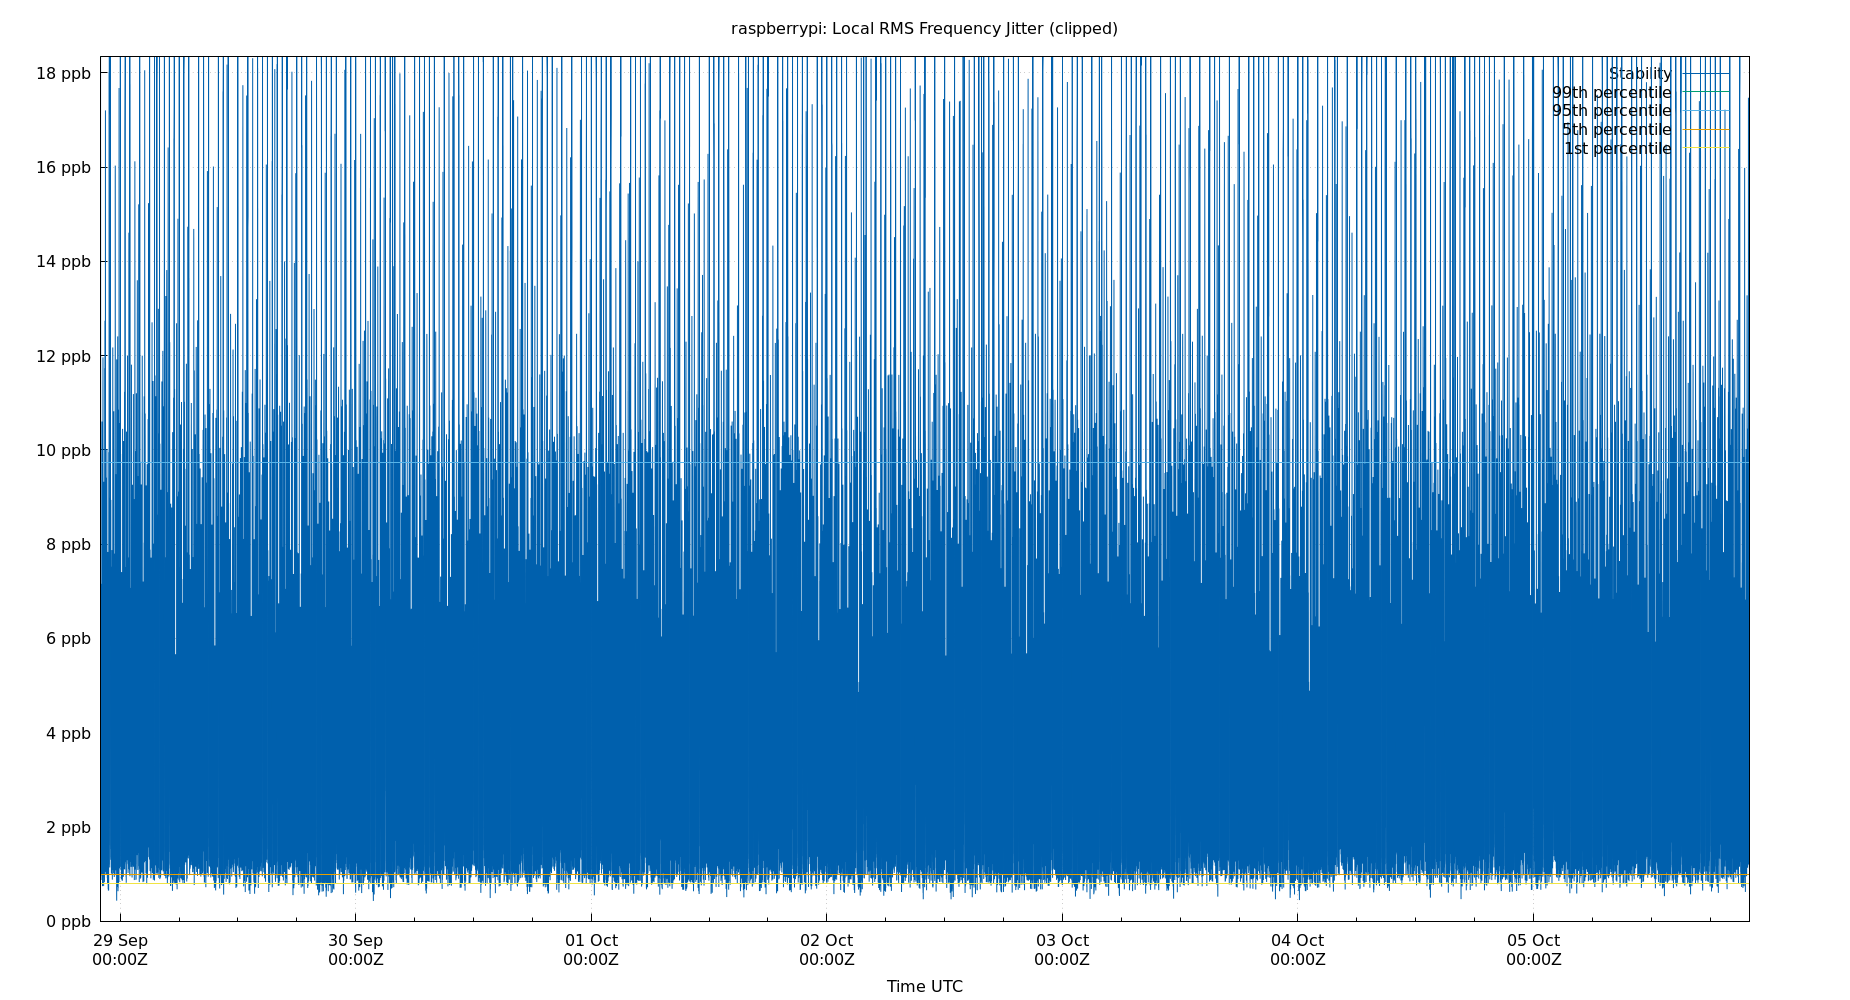 raspberrypi: Local RMS Frequency Jitter (clipped)
18 ppb
16 ppb
14 ppb
12 ppb
10 ppb
8 ppb
6 ppb
4 ppb
2 ppb
0 ppb
Stability
99th percentile
95th percentile
5th percentile
1st percentile
29 Sep 30 Sep 01 Oct 02 Oct 03 Oct 04 Oct 05 Oct
00:00Z 00:00Z 00:00Z 00:00Z 00:00Z 00:00Z 00:00Z
Time UTC